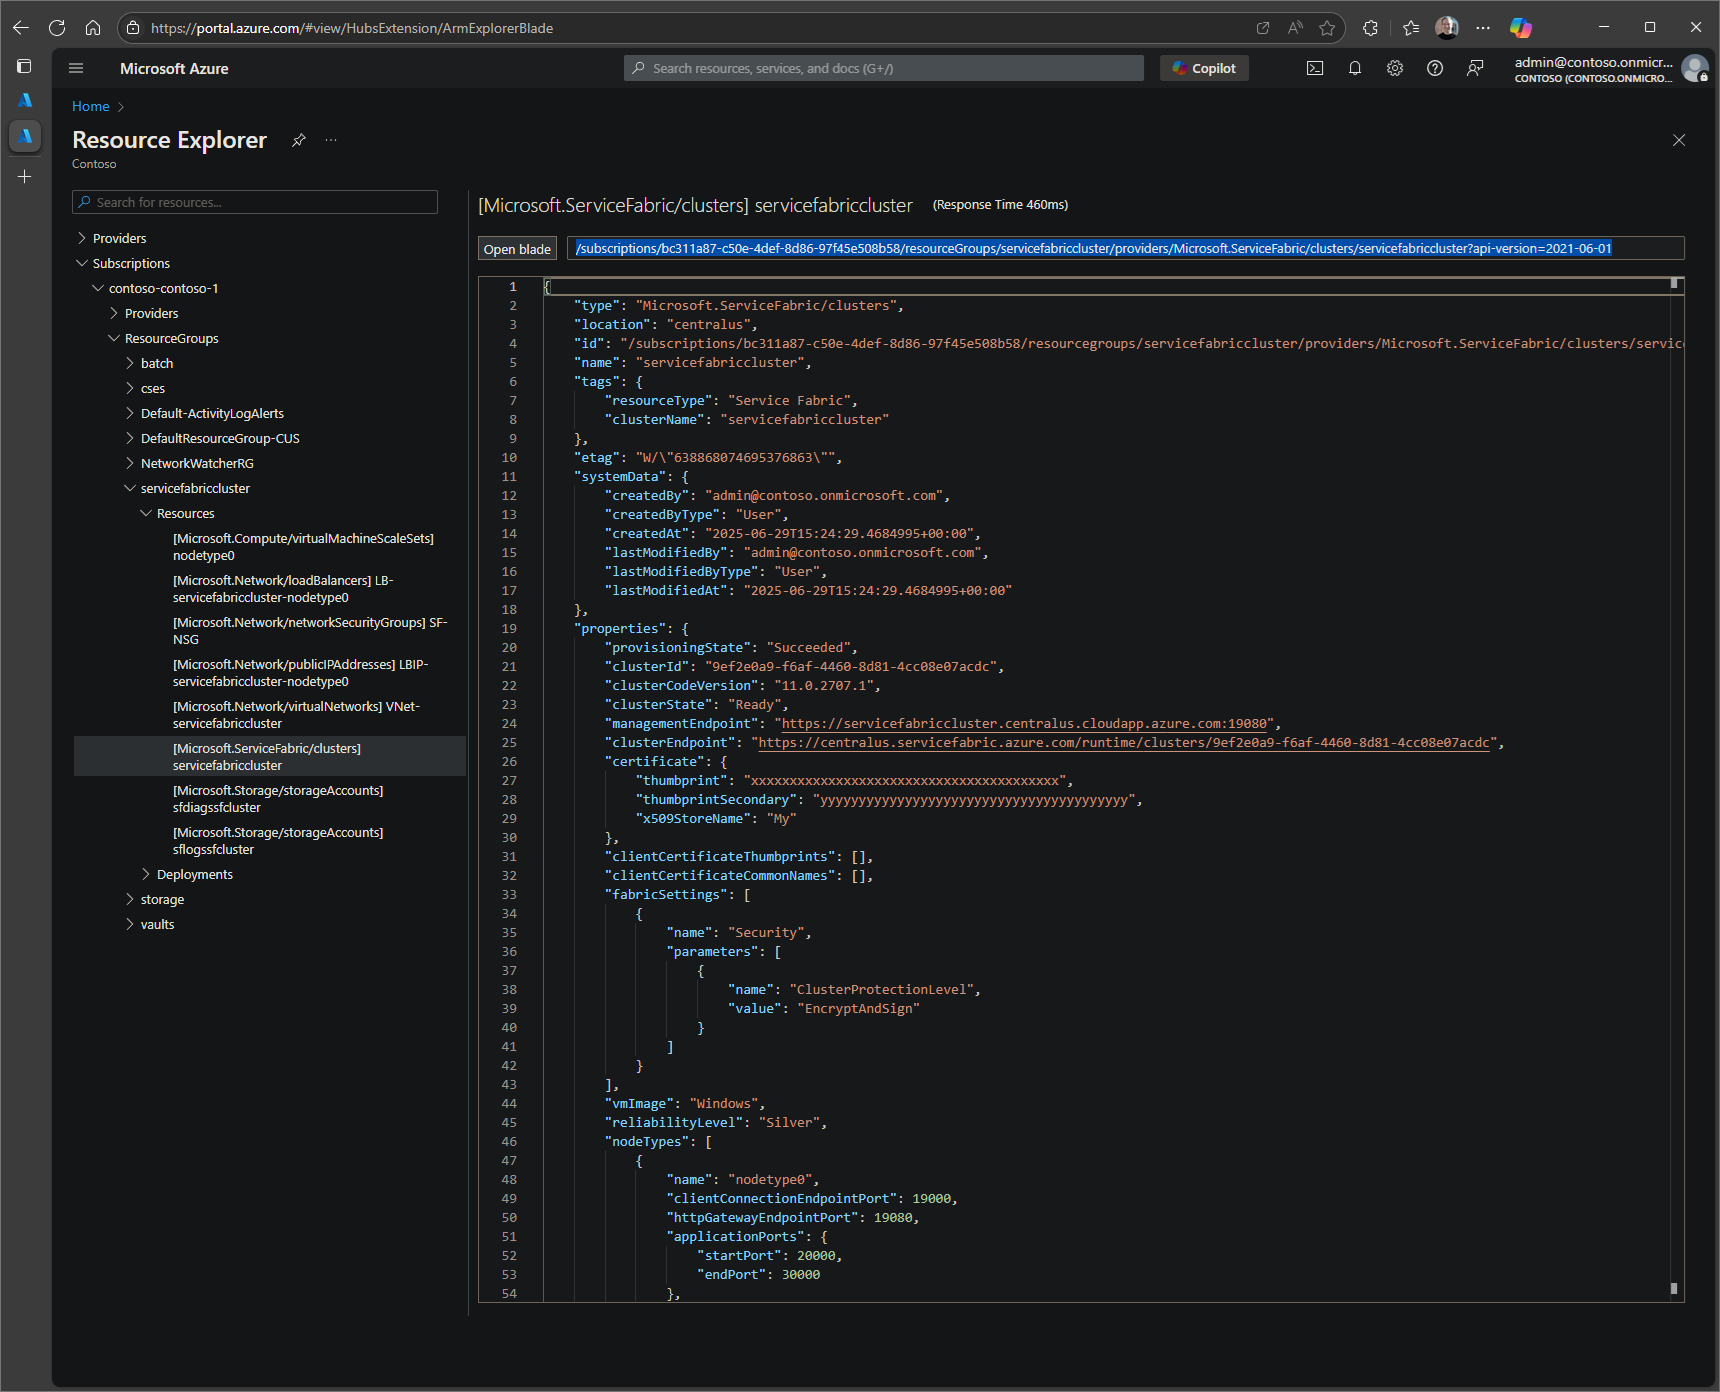 https://portal.azure.com/#view/HubsExtension/ArmExplorerBlade
Microsoft Azure
Search resources, services, and docs (G+/)
Copilot
admin@contoso.onmicr...
CONTOSO (CONTOSO.ONMICRO...
Home
Resource Explorer
Contoso
Search for resources...
Providers
Subscriptions
contoso-contoso-1
Providers
ResourceGroups
batch
cses
Default-ActivityLogAlerts
DefaultResourceGroup-CUS
NetworkWatcherRG
servicefabriccluster
Resources
[Microsoft.Compute/virtualMachineScaleSets]
nodetype0
[Microsoft.Network/loadBalancers] LB-
servicefabriccluster-nodetype0
[Microsoft.Network/networkSecurityGroups] SF-
NSG
[Microsoft.Network/publicIPAddresses] LBIP-
servicefabriccluster-nodetype0
[Microsoft.Network/virtualNetworks] VNet-
servicefabriccluster
[Microsoft.ServiceFabric/clusters]
servicefabriccluster
[Microsoft.Storage/storageAccounts]
sfdiagssfcluster
[Microsoft.Storage/storageAccounts]
sflogssfcluster
Deployments
storage
vaults
[Microsoft.ServiceFabric/clusters] servicefabriccluster (Response Time 460ms)
Open blade
/subscriptions/bc311a87-c50e-4def-8d86-97f45e508b58/resourceGroups/servicefabriccluster/providers/Microsoft.ServiceFabric/clusters/servicefabriccluster?api-version=2021-06-01
1 {
2 "type": "Microsoft.ServiceFabric/clusters",
3 "location": "centralus",
4 "id": "/subscriptions/bc311a87-c50e-4def-8d86-97f45e508b58/resourcegroups/servicefabriccluster/providers/Microsoft.ServiceFabric/clusters/servic
5 "name": "servicefabriccluster",
6 "tags": {
7 "resourceType": "Service Fabric",
8 "clusterName": "servicefabriccluster"
9 },
10 "etag": "W/\"638868074695376863\"",
11 "systemData": {
12 "createdBy": "admin@contoso.onmicrosoft.com",
13 "createdByType": "User",
14 "createdAt": "2025-06-29T15:24:29.4684995+00:00",
15 "lastModifiedBy": "admin@contoso.onmicrosoft.com",
16 "lastModifiedByType": "User",
17 "lastModifiedAt": "2025-06-29T15:24:29.4684995+00:00"
18 },
19 "properties": {
20 "provisioningState": "Succeeded",
21 "clusterId": "9ef2e0a9-f6af-4460-8d81-4cc08e07acdc",
22 "clusterCodeVersion": "11.0.2707.1",
23 "clusterState": "Ready",
24 "managementEndpoint": "https://servicefabriccluster.centralus.cloudapp.azure.com:19080",
25 "clusterEndpoint": "https://centralus.servicefabric.azure.com/runtime/clusters/9ef2e0a9-f6af-4460-8d81-4cc08e07acdc",
26 "certificate": {
27 "thumbprint": "xxxxxxxxxxxxxxxxxxxxxxxxxxxxxxxxxxxxxxxx",
28 "thumbprintSecondary": "yyyyyyyyyyyyyyyyyyyyyyyyyyyyyyyyyyyyyyyy",
29 "x509StoreName": "My"
30 },
31 "clientCertificateThumbprints": [],
32 "clientCertificateCommonNames": [],
33 "fabricSettings": [
34 {
35 "name": "Security",
36 "parameters": [
37 {
38 "name": "ClusterProtectionLevel",
39 "value": "EncryptAndSign"
40 }
41 ]
42 }
43 ],
44 "vmImage": "Windows",
45 "reliabilityLevel": "Silver",
46 "nodeTypes": [
47 {
48 "name": "nodetype0",
49 "clientConnectionEndpointPort": 19000,
50 "httpGatewayEndpointPort": 19080,
51 "applicationPorts": {
52 "startPort": 20000,
53 "endPort": 30000
54 },